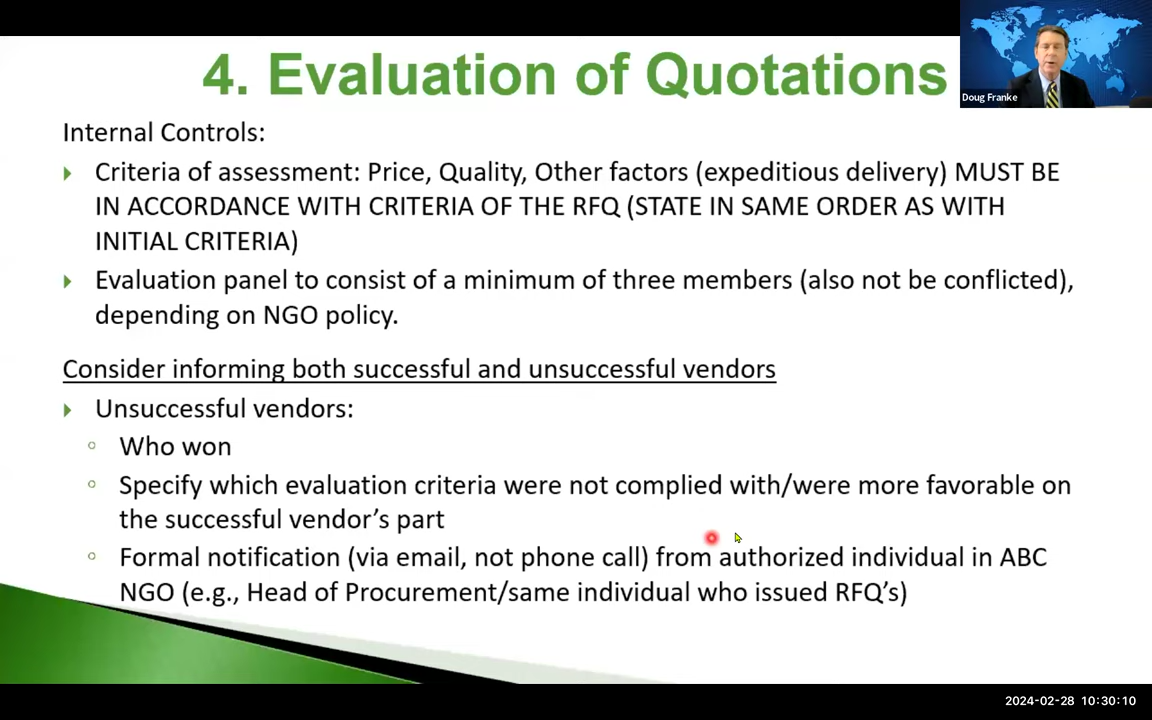 4. Evaluation of Quotations
Doug Franke
Internal Controls:
Criteria of assessment: Price, Quality, Other factors (expeditious delivery) MUST BE
IN ACCORDANCE WITH CRITERIA OF THE RFQ (STATE IN SAME ORDER AS WITH
INITIAL CRITERIA)
Evaluation panel to consist of a minimum of three members (also not be conflicted),
depending on NGO policy.
Consider informing both successful and unsuccessful vendors
Unsuccessful vendors:
Who won
Specify which evaluation criteria were not complied with/were more favorable on
the successful vendor’s part
Formal notification (via email, not phone call) from authorized individual in ABC
NGO (e.g., Head of Procurement/same individual who issued RFQ’s)
2024-02-28 10:30:10